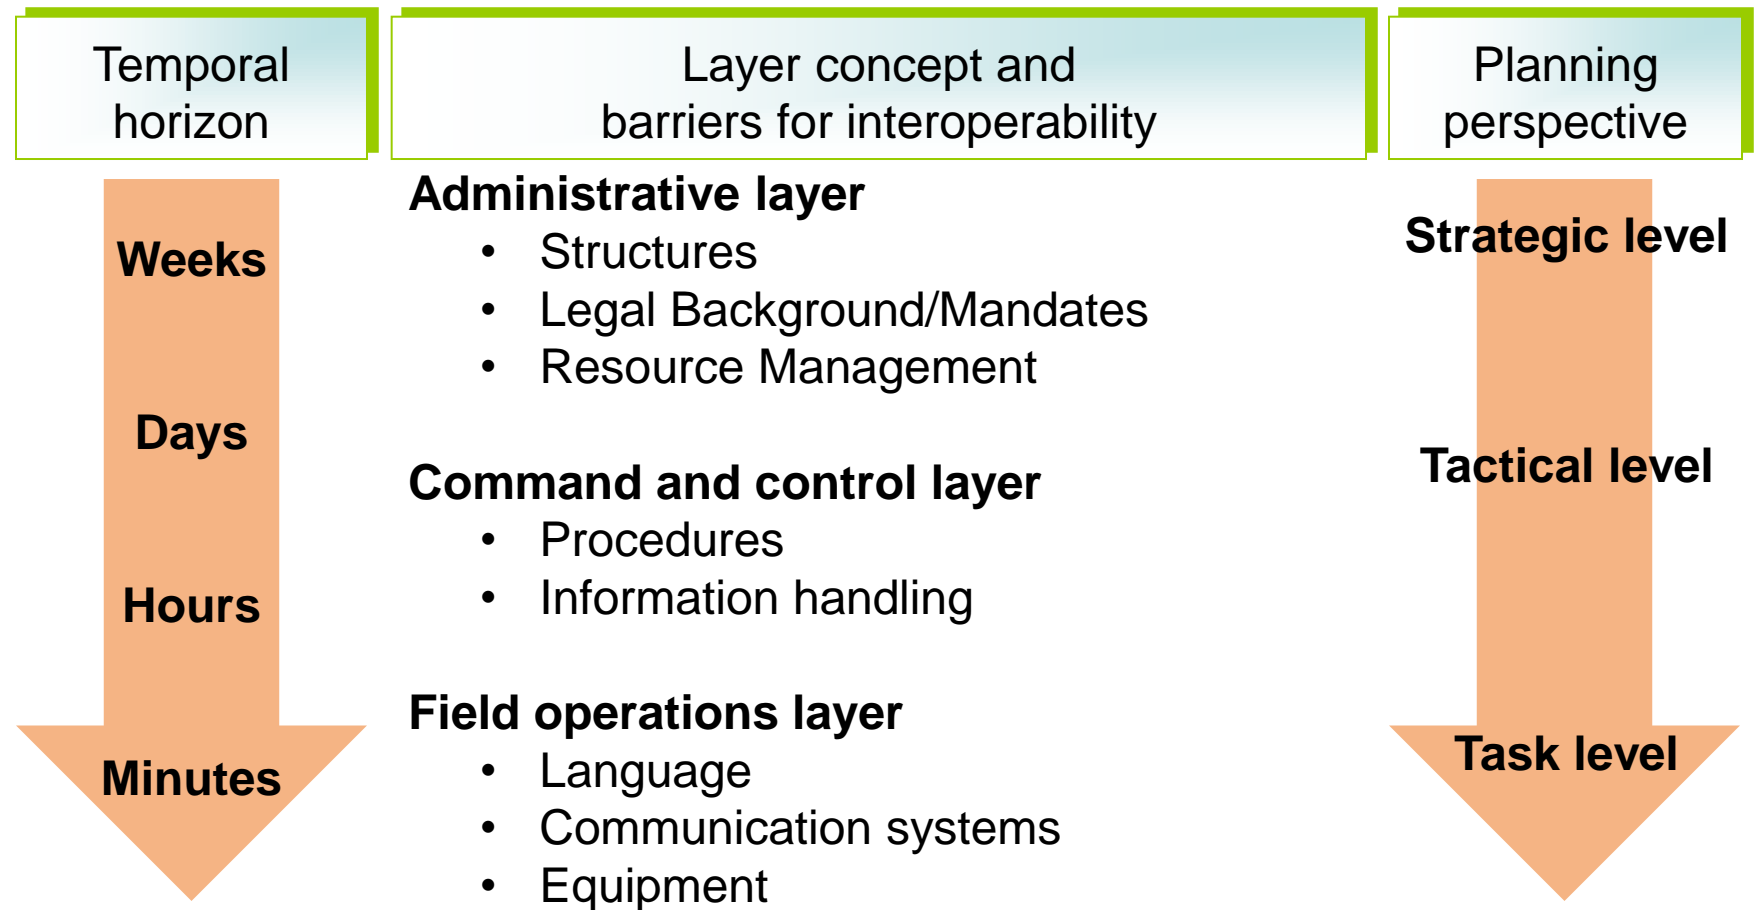 Temporal
horizon
Layer concept and
barriers for interoperability
Planning
perspective
Weeks
Days
Hours
Minutes
Administrative layer
• Structures
• Legal Background/Mandates
• Resource Management
Command and control layer
• Procedures
• Information handling
Field operations layer
• Language
• Communication systems
• Equipment
Strategic level
Tactical level
Task level